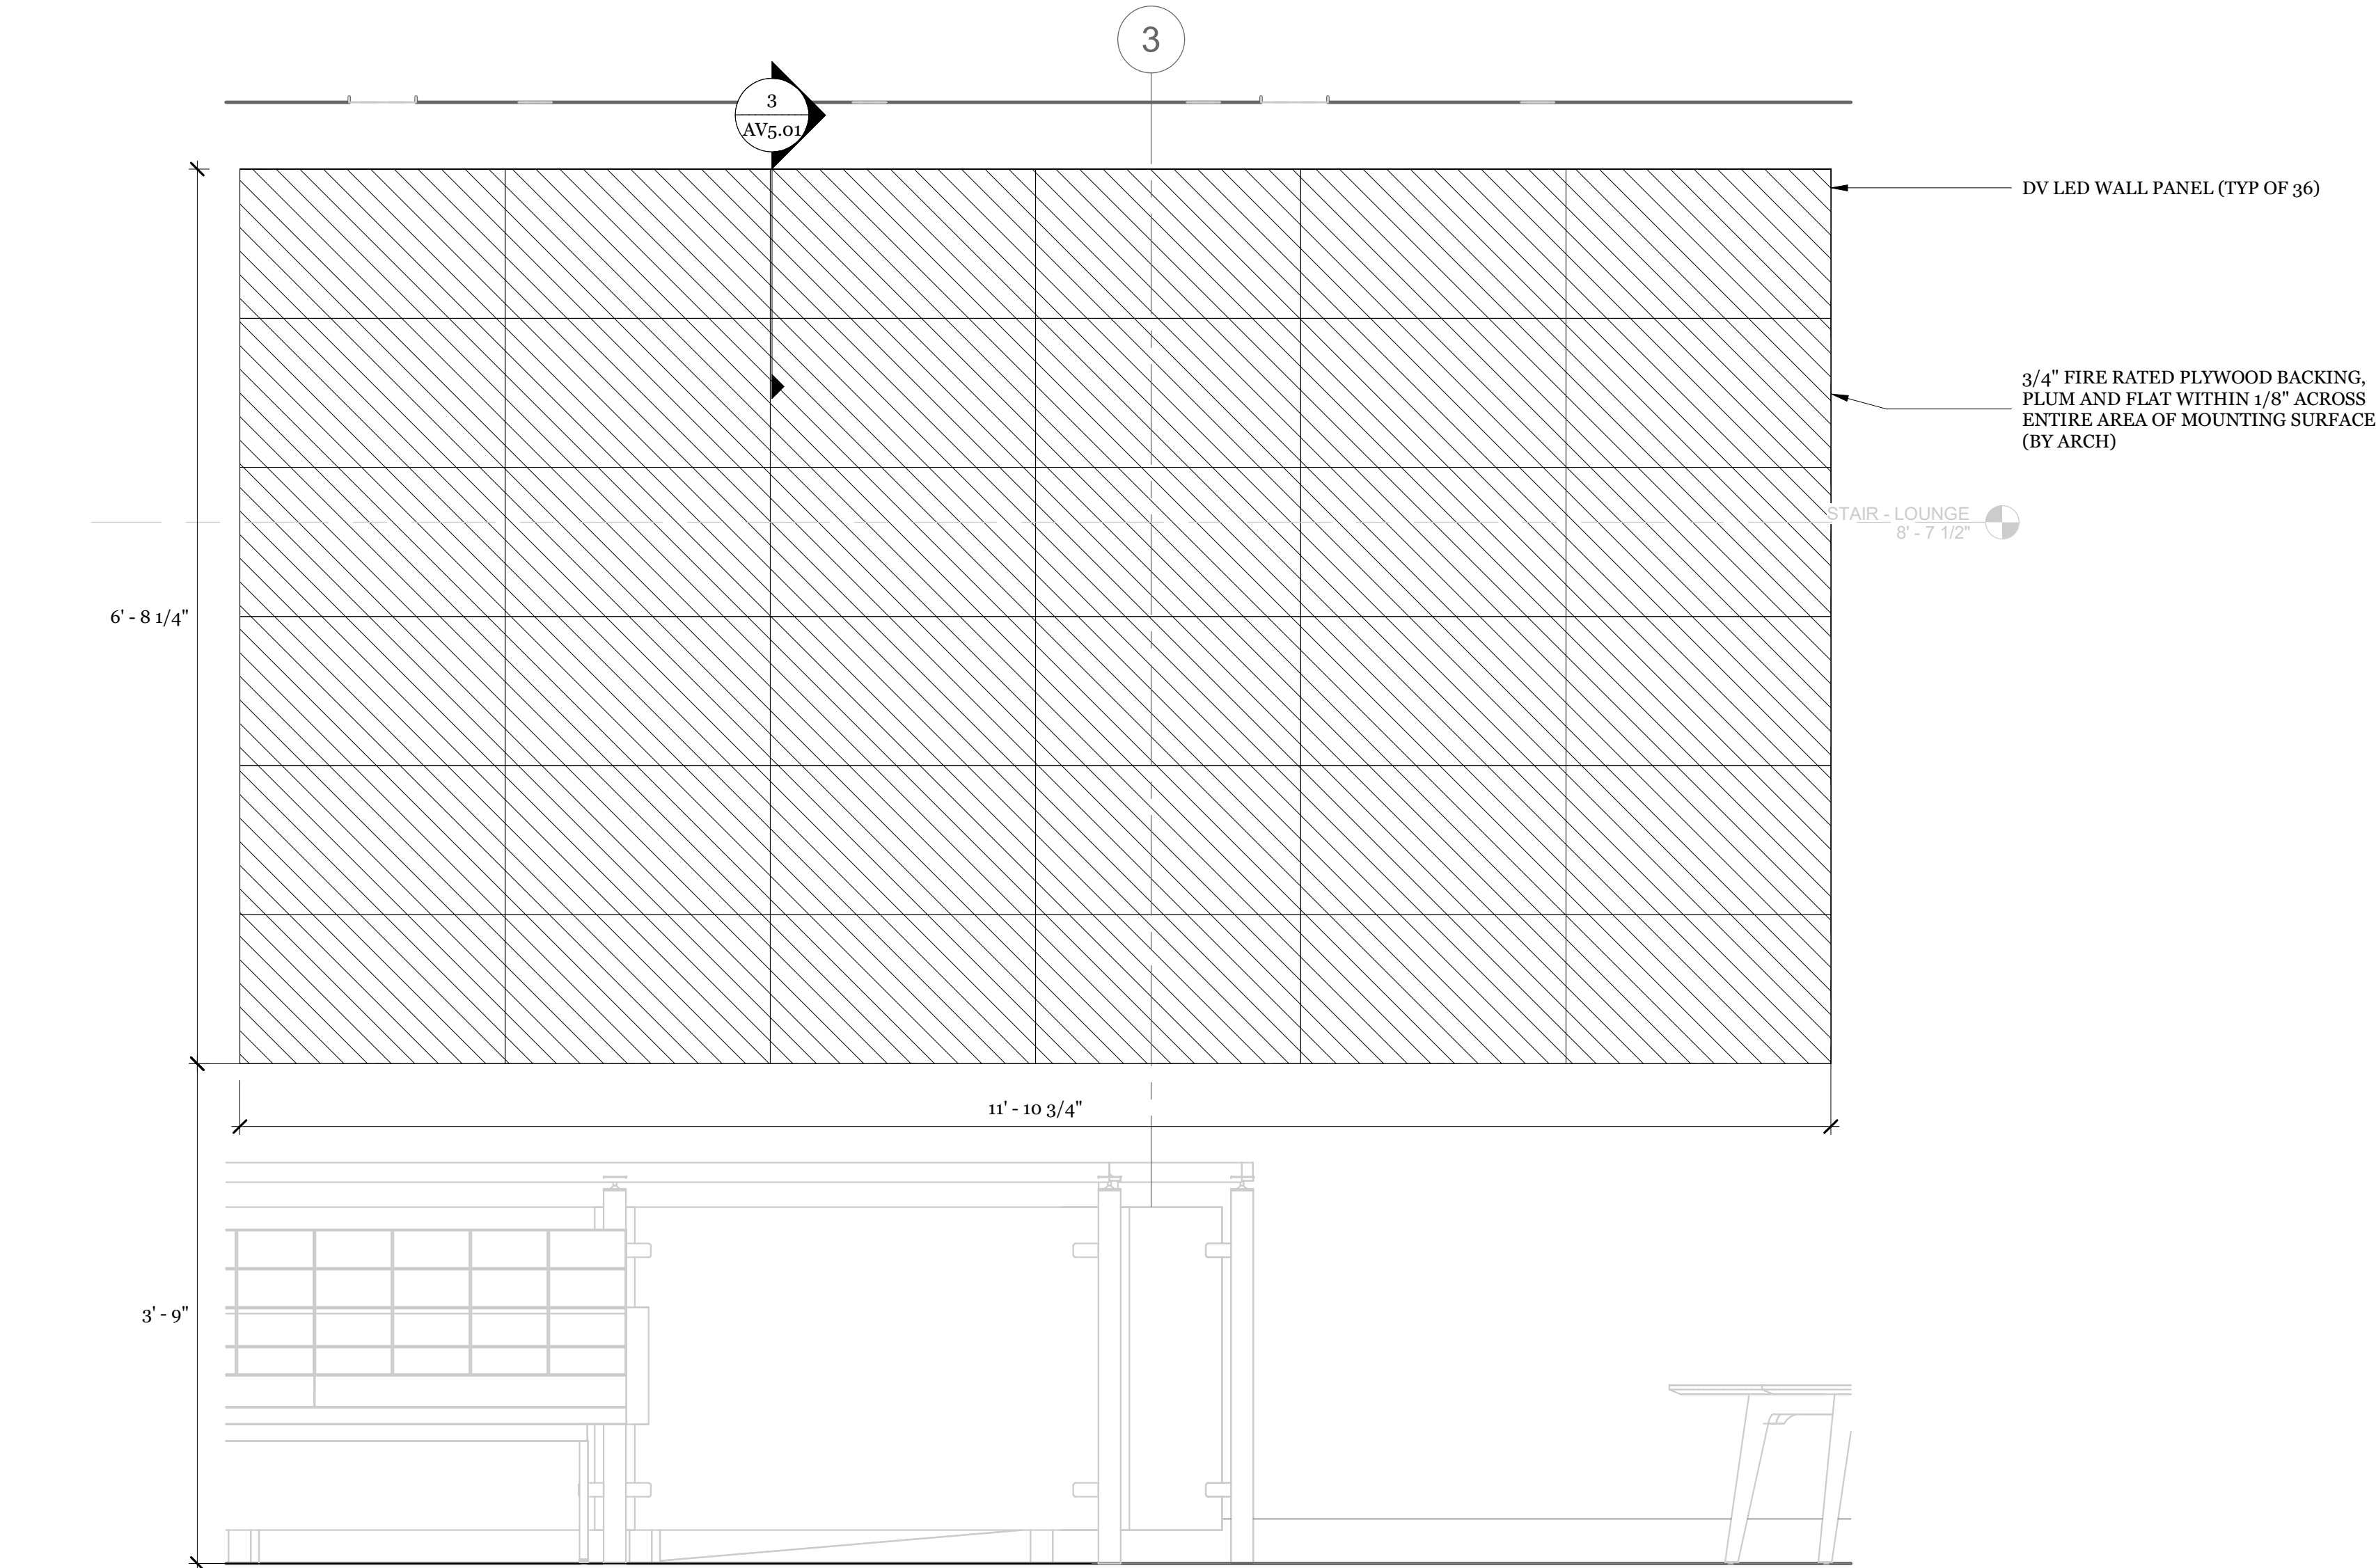 3
3
AV5.01
DV LED WALL PANEL (TYP OF 36)
3/4" FIRE RATED PLYWOOD BACKING,
PLUM AND FLAT WITHIN 1/8" ACROSS
ENTIRE AREA OF MOUNTING SURFACE
(BY ARCH)
STAIR - LOUNGE
8' - 7 1/2"
6' - 8 1/4"
11' - 10 3/4"
3' - 9"